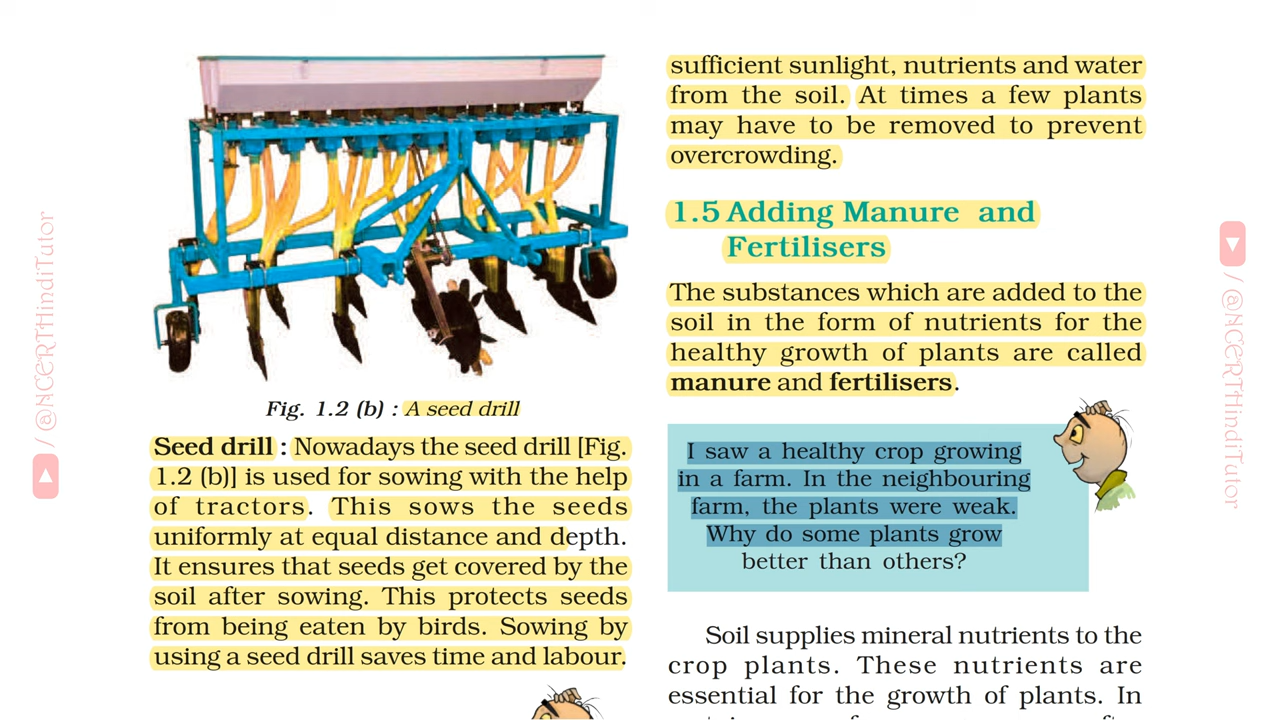 Fig. 1.2 (b) : A seed drill
Seed drill : Nowadays the seed drill [Fig.
1.2 (b)] is used for sowing with the help
of tractors. This sows the seeds
uniformly at equal distance and depth.
It ensures that seeds get covered by the
soil after sowing. This protects seeds
from being eaten by birds. Sowing by
using a seed drill saves time and labour.
sufficient sunlight, nutrients and water
from the soil. At times a few plants
may have to be removed to prevent
overcrowding.
1.5 Adding Manure and
Fertilisers
The substances which are added to the
soil in the form of nutrients for the
healthy growth of plants are called
manure and fertilisers.
I saw a healthy crop growing
in a farm. In the neighbouring
farm, the plants were weak.
Why do some plants grow
better than others?
Soil supplies mineral nutrients to the
crop plants. These nutrients are
essential for the growth of plants. In
/ @NCERTHindiTutor
/ @NCERTHindiTutor